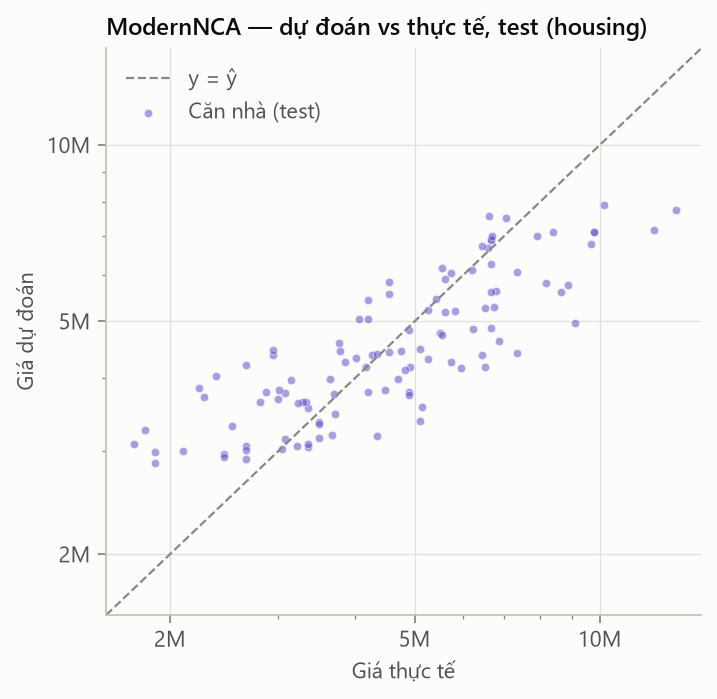 ModernNCA — dự đoán vs thực tế, test (housing)
y = ŷ
Căn nhà (test)
10M
5M
2M
Giá dự đoán
2M
5M
10M
Giá thực tế